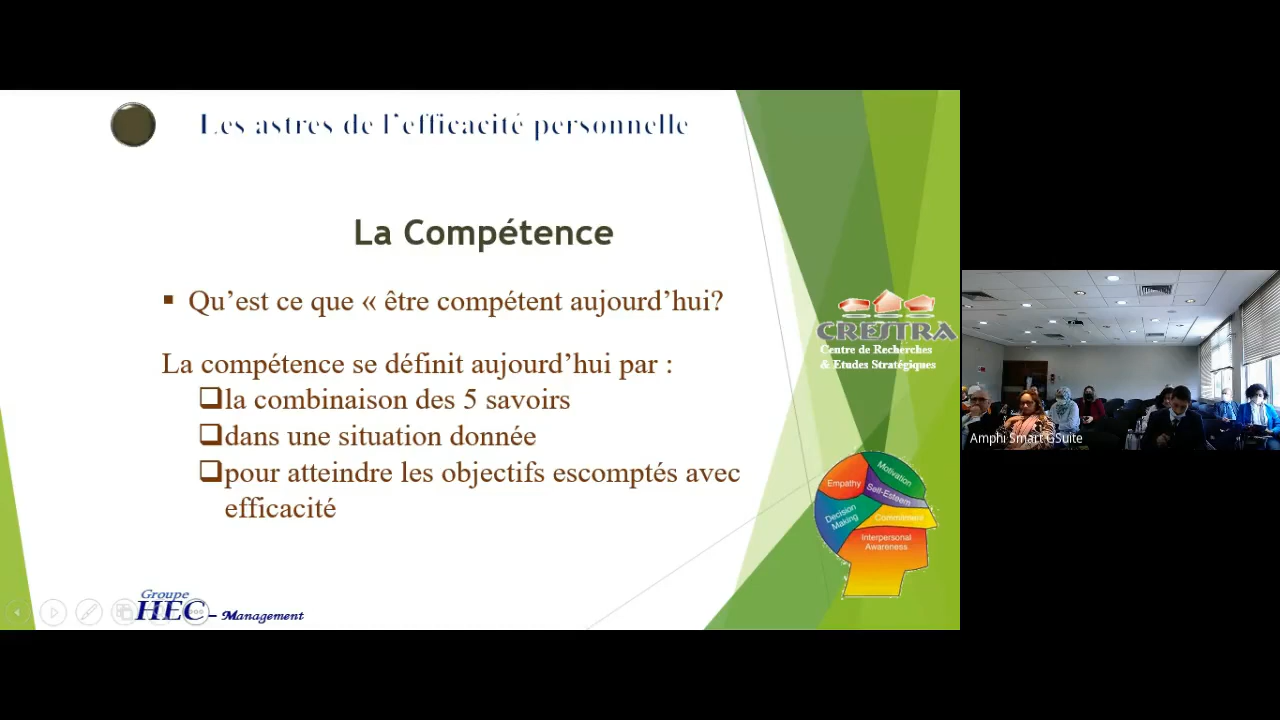 Les astres de l'efficacité personnelle
La Compétence
▪ Qu'est ce que « être compétent aujourd'hui?
La compétence se définit aujourd'hui par :
❑la combinaison des 5 savoirs
❑dans une situation donnée
❑pour atteindre les objectifs escomptés avec
efficacité
CRESTRA
Centre de Recherches
& Etudes Stratégiques
Motivation
Empathy
Self-Esteem
Decision
Making
Commitment
Interpersonal
Awareness
Groupe
HEC - Management
Amphi Smart GSuite